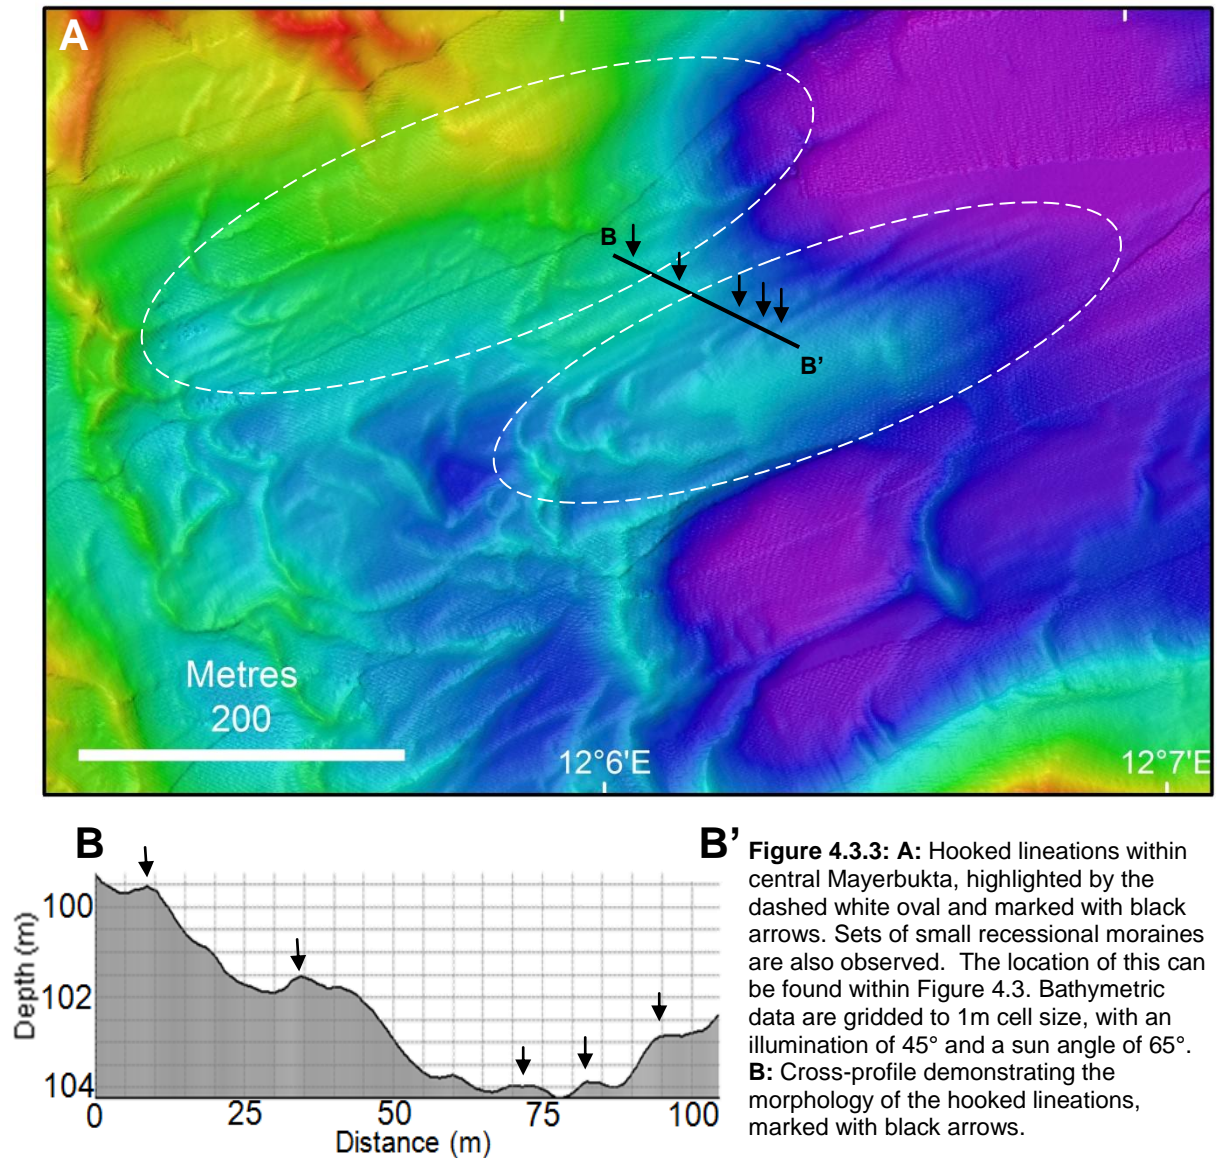 A
B
B'
Metres
200
12°6'E
12°7'E
B
B'
Depth (m)
100
102
104
0 25 50 75 100
Distance (m)
Figure 4.3.3: A: Hooked lineations within
central Mayerbukta, highlighted by the
dashed white oval and marked with black
arrows. Sets of small recessional moraines
are also observed. The location of this can
be found within Figure 4.3. Bathymetric
data are gridded to 1m cell size, with an
illumination of 45° and a sun angle of 65°.
B: Cross-profile demonstrating the
morphology of the hooked lineations,
marked with black arrows.